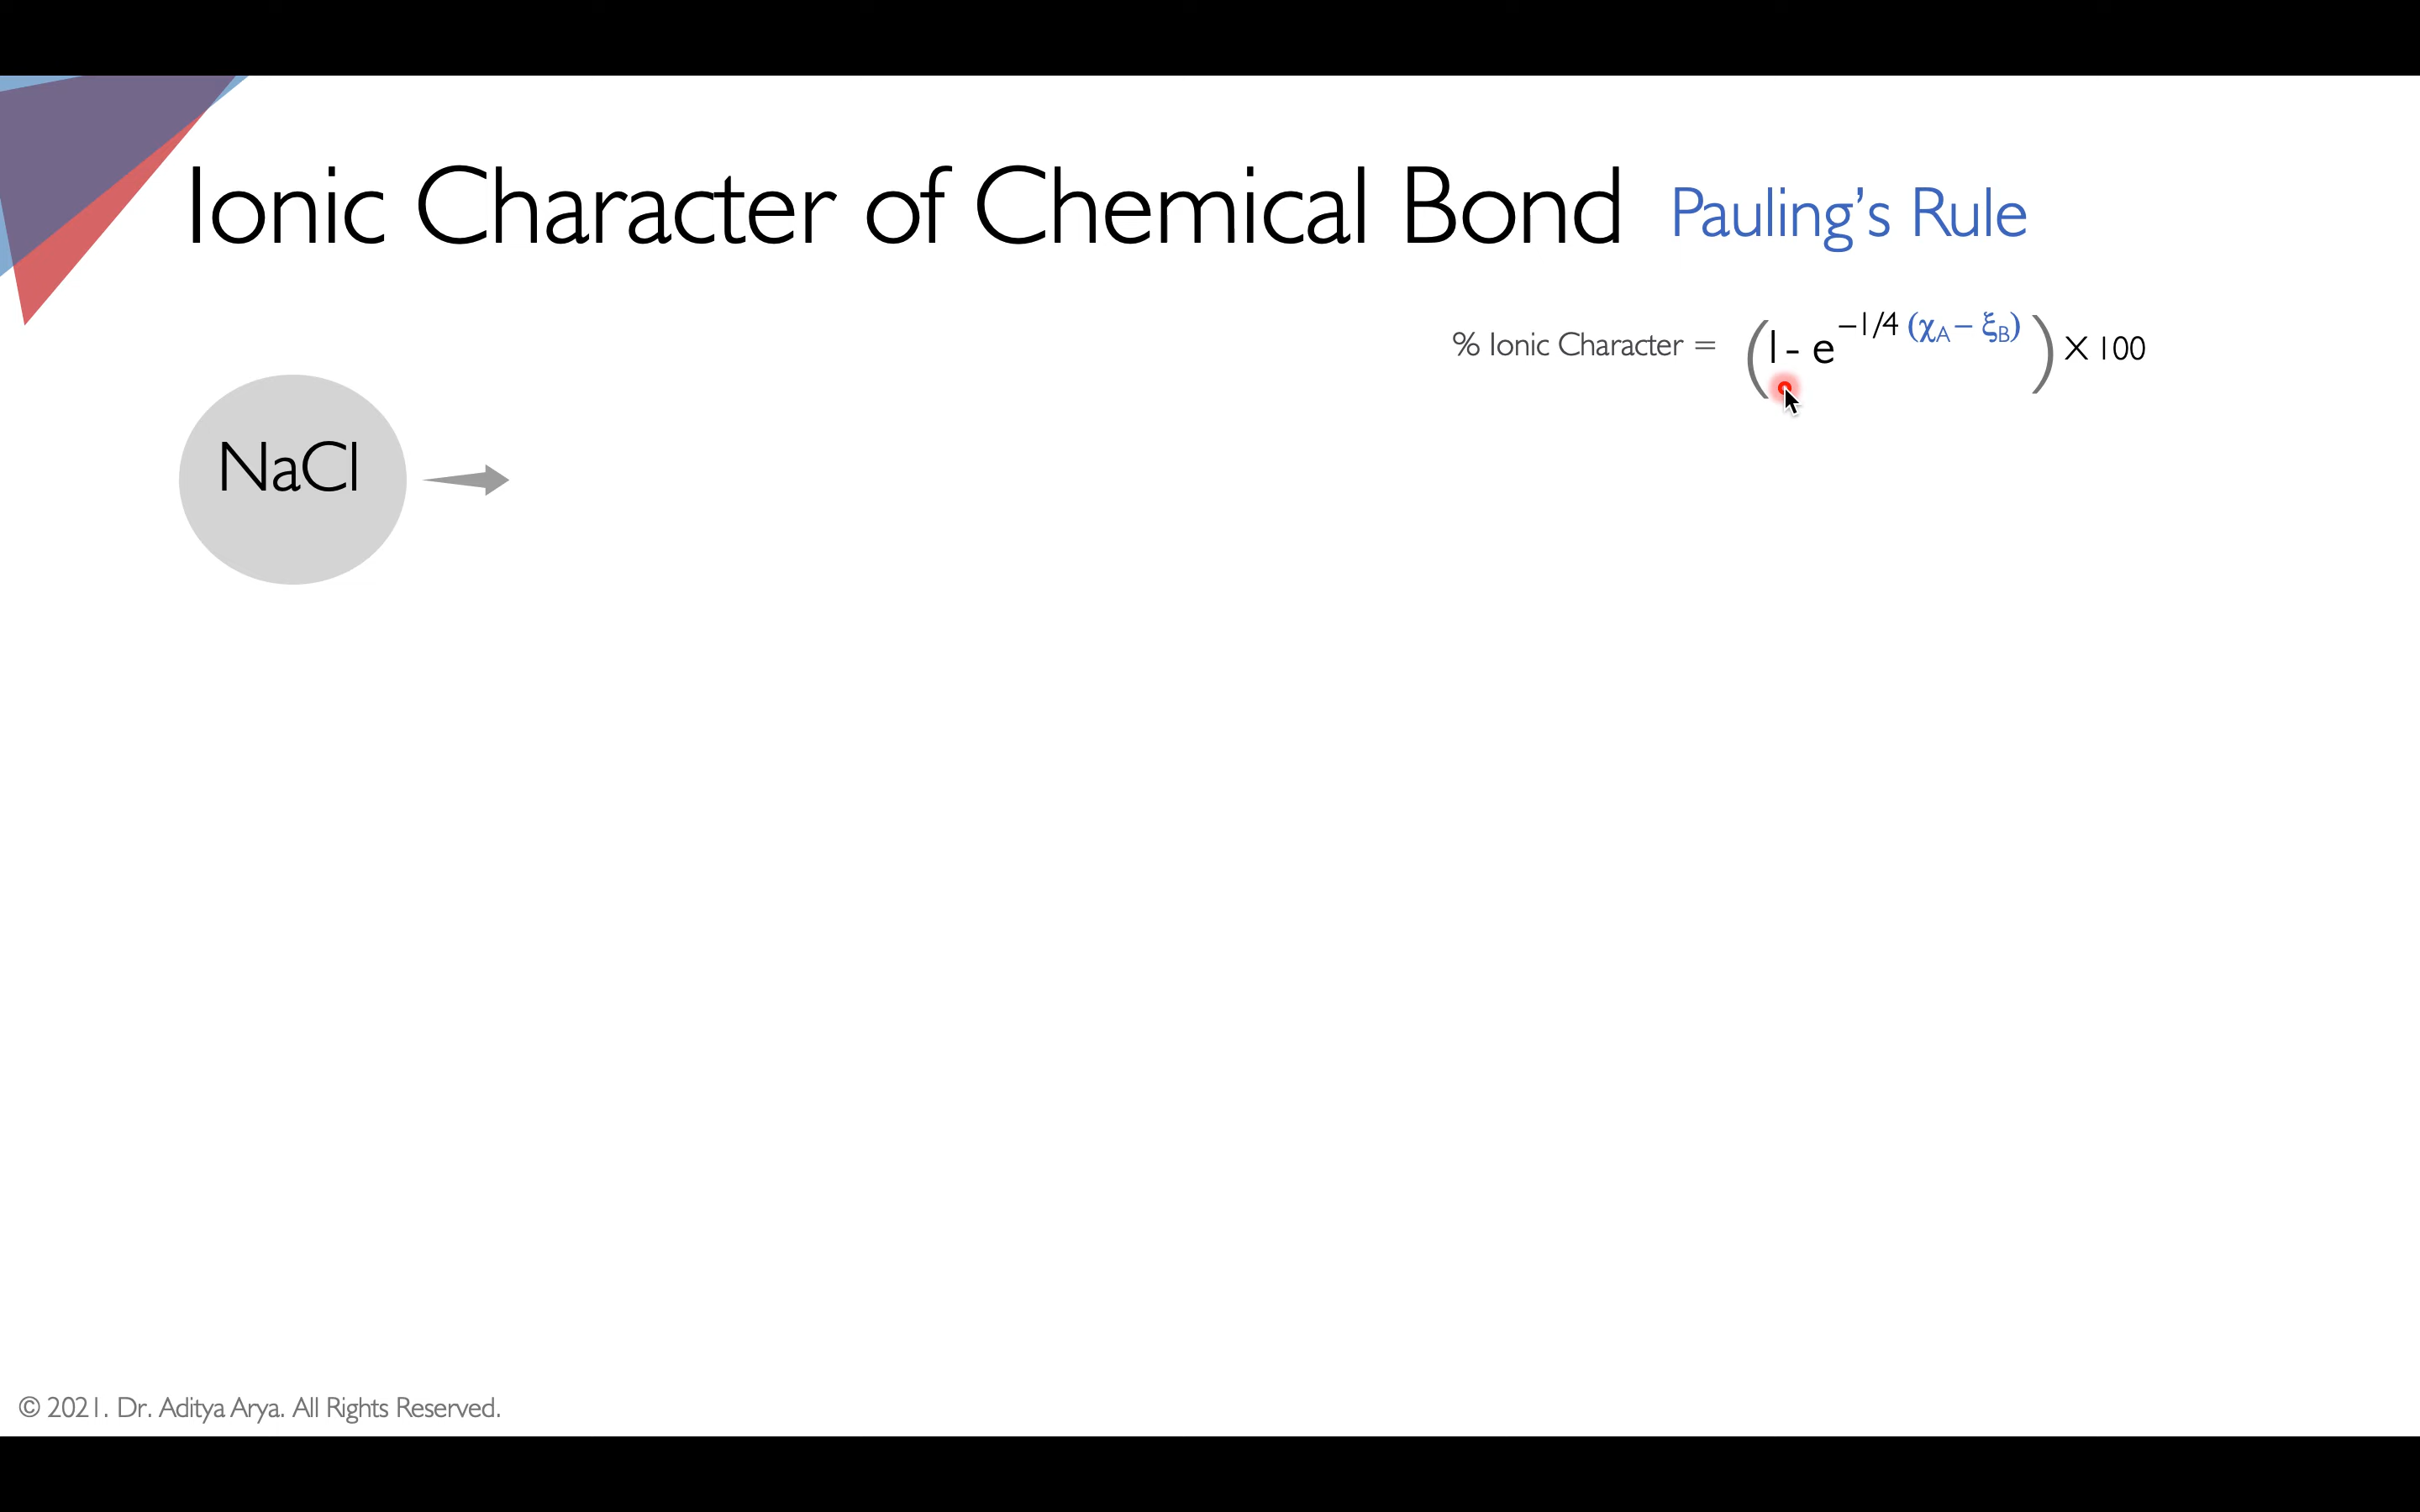 Ionic Character of Chemical Bond Pauling's Rule
% Ionic Character = (1- e^–1/4 (χA– ξB)) X 100
NaCl
© 2021. Dr. Aditya Arya. All Rights Reserved.